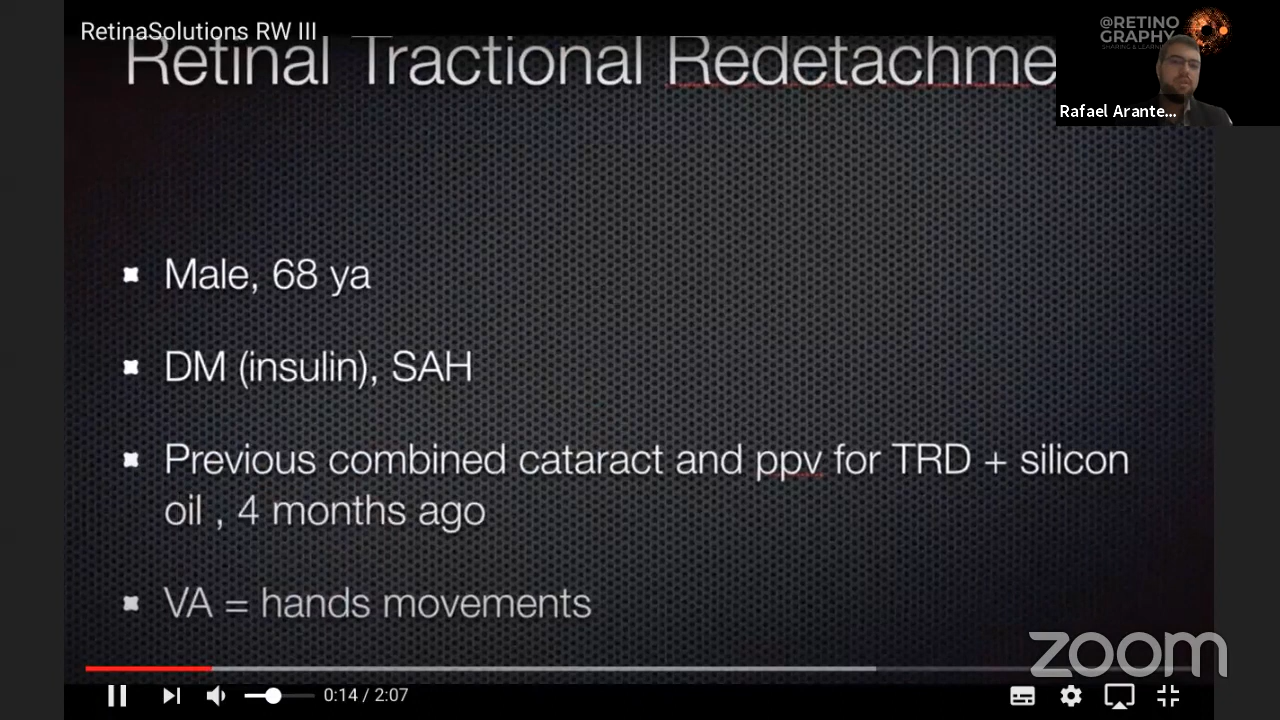 RetinaSolutions RW III
Retinal Tractional Redetachme
@RETINO
GRAPHY
SHARING & LEARNING
Rafael Arante...
Male, 68 ya
DM (insulin), SAH
Previous combined cataract and ppv for TRD + silicon
oil , 4 months ago
VA = hands movements
zoom
0:14 / 2:07